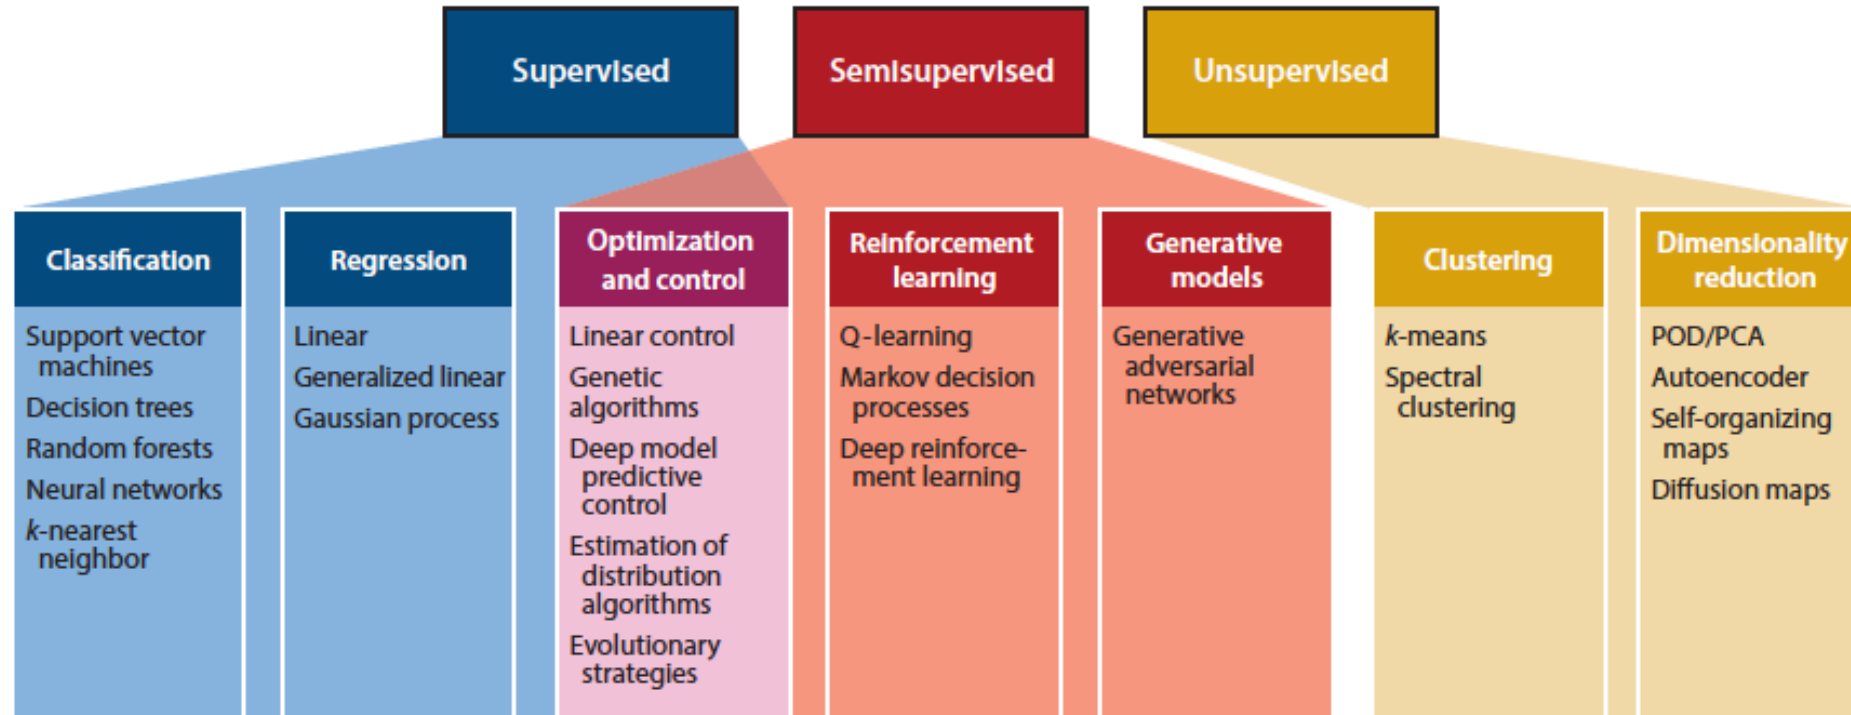 Supervised
Semisupervised
Unsupervised
Classification
Support vector
machines
Decision trees
Random forests
Neural networks
k-nearest
neighbor
Regression
Linear
Generalized linear
Gaussian process
Optimization
and control
Linear control
Genetic
algorithms
Deep model
predictive
control
Estimation of
distribution
algorithms
Evolutionary
strategies
Reinforcement
learning
Q-learning
Markov decision
processes
Deep reinforce-
ment learning
Generative
models
Generative
adversarial
networks
Clustering
k-means
Spectral
clustering
Dimensionality
reduction
POD/PCA
Autoencoder
Self-organizing
maps
Diffusion maps